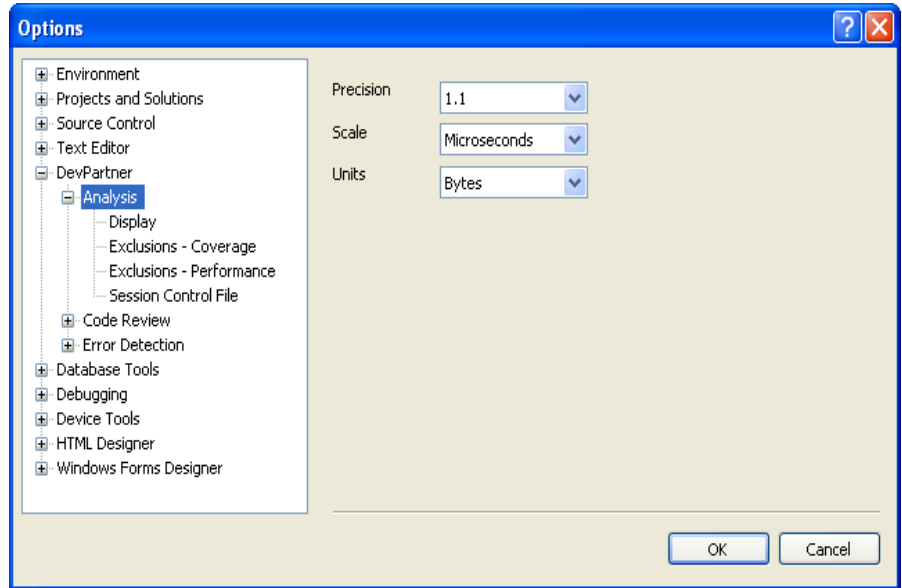 Options
Environment
Projects and Solutions
Source Control
Text Editor
DevPartner
Analysis
Display
Exclusions - Coverage
Exclusions - Performance
Session Control File
Code Review
Error Detection
Database Tools
Debugging
Device Tools
HTML Designer
Windows Forms Designer
Precision
1.1
Scale
Microseconds
Units
Bytes
OK
Cancel